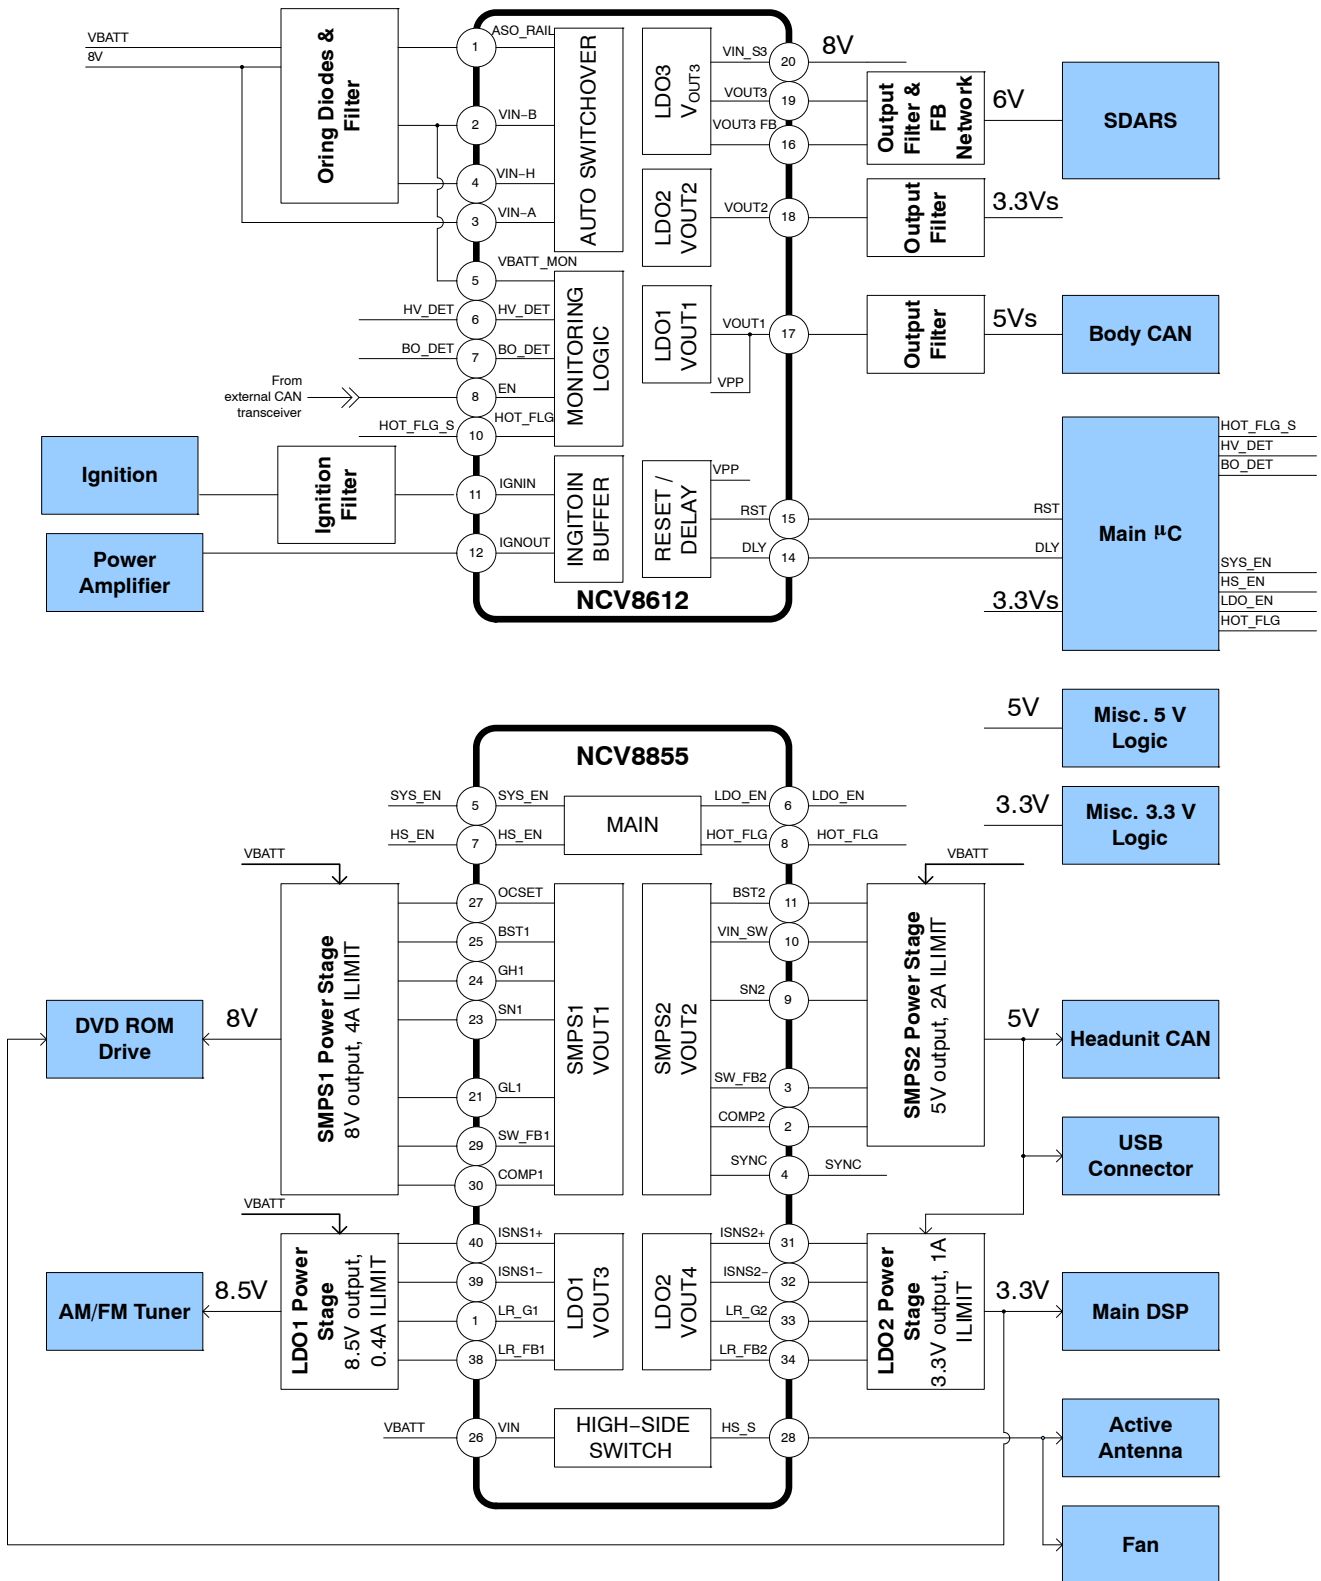 VBATT
8V
Oring Diodes &
Filter
1
ASO_RAIL
2
VIN-B
4
VIN-H
3
VIN-A
AUTO SWITCHOVER
5
VBATT_MON
HV_DET
6
HV_DET
BO_DET
7
BO_DET
From
external CAN
transceiver
8
EN
HOT_FLG_S
10
HOT_FLG
MONITORING
LOGIC
Ignition
Ignition
Filter
11
IGNIN
Power
Amplifier
12
IGNOUT
INGITOIN
BUFFER
NCV8612
LDO3
VOUT3
VIN_S3
20
8V
VOUT3
19
VOUT3 FB
16
Output
Filter &
FB
Network
6V
SDARS
LDO2
VOUT2
VOUT2
18
Output
Filter
3.3Vs
LDO1
VOUT1
VOUT1
17
VPP
Output
Filter
5Vs
Body CAN
RESET /
DELAY
VPP
RST
15
RST
DLY
14
DLY
3.3Vs
Main µC
HOT_FLG_S
HV_DET
BO_DET
SYS_EN
HS_EN
LDO_EN
HOT_FLG
5V
Misc. 5 V
Logic
3.3V
Misc. 3.3 V
Logic
NCV8855
SYS_EN
5
SYS_EN
HS_EN
7
HS_EN
MAIN
LDO_EN
6
LDO_EN
HOT_FLG
8
HOT_FLG
VBATT
SMPS1 Power Stage
8V output, 4A ILIMIT
27
OCSET
25
BST1
24
GH1
23
SN1
21
GL1
29
SW_FB1
30
COMP1
SMPS1
VOUT1
8V
DVD ROM
Drive
SMPS2
VOUT2
BST2
11
VIN_SW
10
SN2
9
SW_FB2
3
COMP2
2
SYNC
4
SYNC
VBATT
SMPS2 Power Stage
5V output, 2A ILIMIT
5V
Headunit CAN
USB
Connector
VBATT
LDO1 Power
Stage
8.5V output,
0.4A ILIMIT
8.5V
AM/FM Tuner
40
ISNS1+
39
ISNS1-
1
LR_G1
38
LR_FB1
LDO1
VOUT3
LDO2
VOUT4
ISNS2+
31
ISNS2-
32
LR_G2
33
LR_FB2
34
LDO2 Power
Stage
3.3V output, 1A
ILIMIT
3.3V
Main DSP
VBATT
26
VIN
HIGH-SIDE
SWITCH
HS_S
28
Active
Antenna
Fan